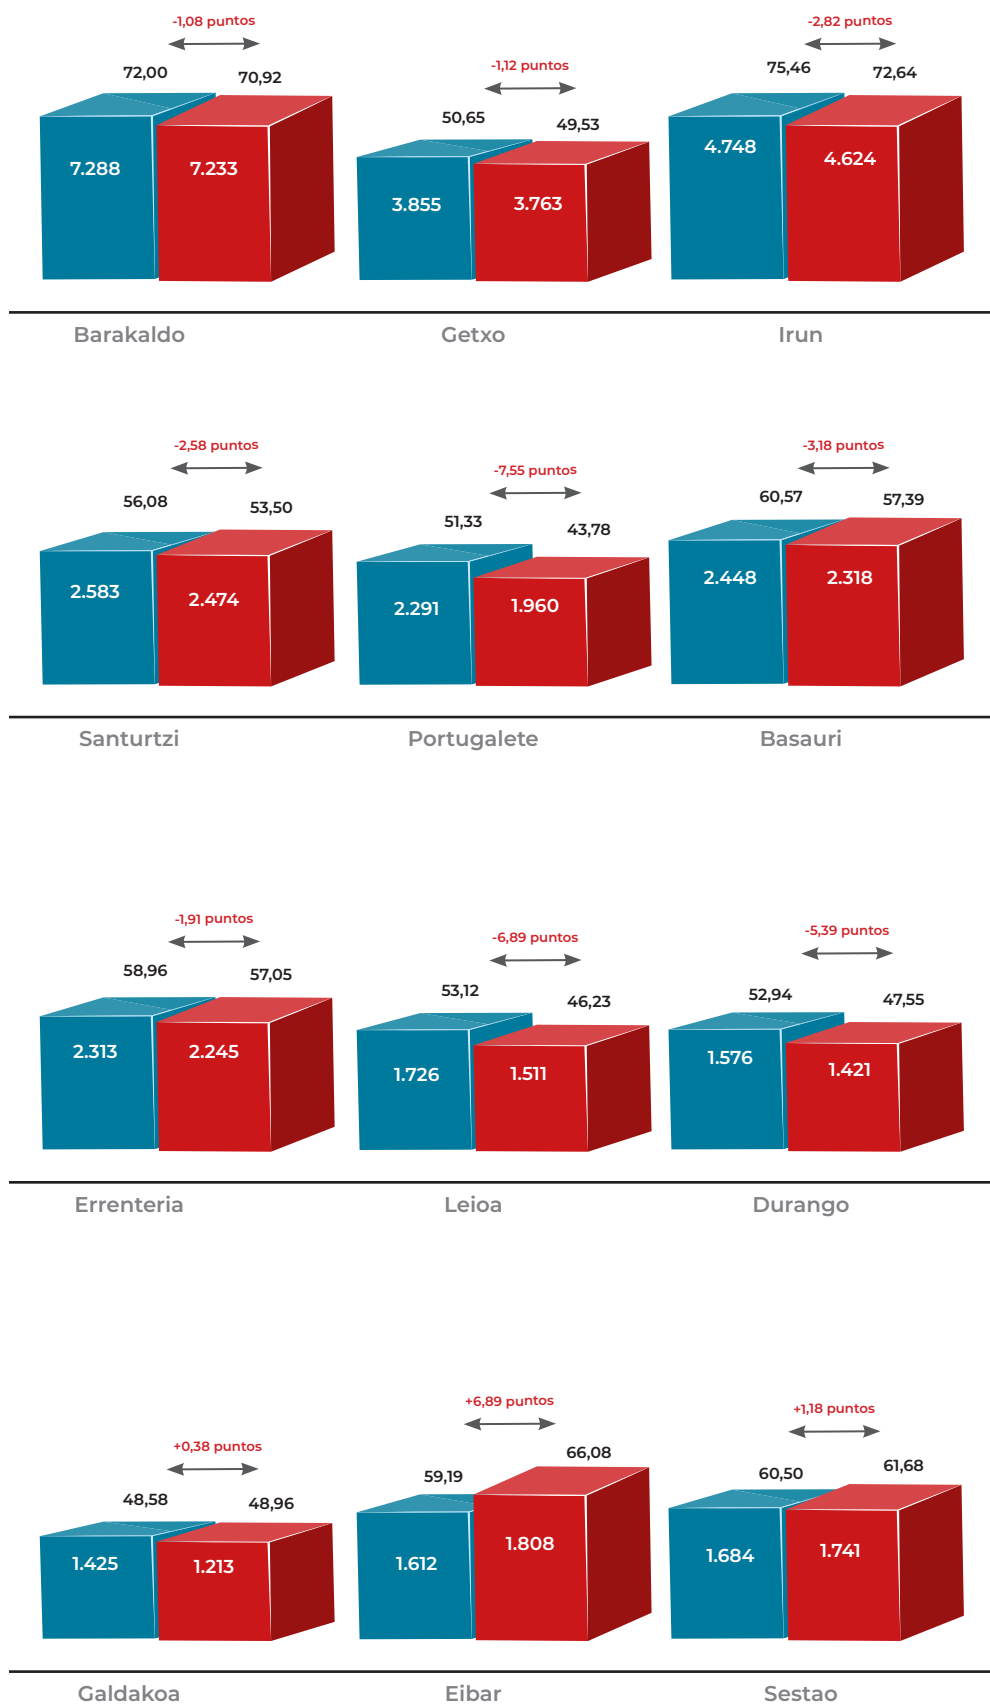 -1,08 puntos
72,00
70,92
7.288
7.233
Barakaldo
-1,12 puntos
50,65
49,53
3.855
3.763
Getxo
-2,82 puntos
75,46
72,64
4.748
4.624
Irun
-2,58 puntos
56,08
53,50
2.583
2.474
Santurtzi
-7,55 puntos
51,33
43,78
2.291
1.960
Portugalete
-3,18 puntos
60,57
57,39
2.448
2.318
Basauri
-1,91 puntos
58,96
57,05
2.313
2.245
Errenteria
-6,89 puntos
53,12
46,23
1.726
1.511
Leioa
-5,39 puntos
52,94
47,55
1.576
1.421
Durango
+0,38 puntos
48,58
48,96
1.425
1.213
Galdakoa
+6,89 puntos
59,19
66,08
1.612
1.808
Eibar
+1,18 puntos
60,50
61,68
1.684
1.741
Sestao